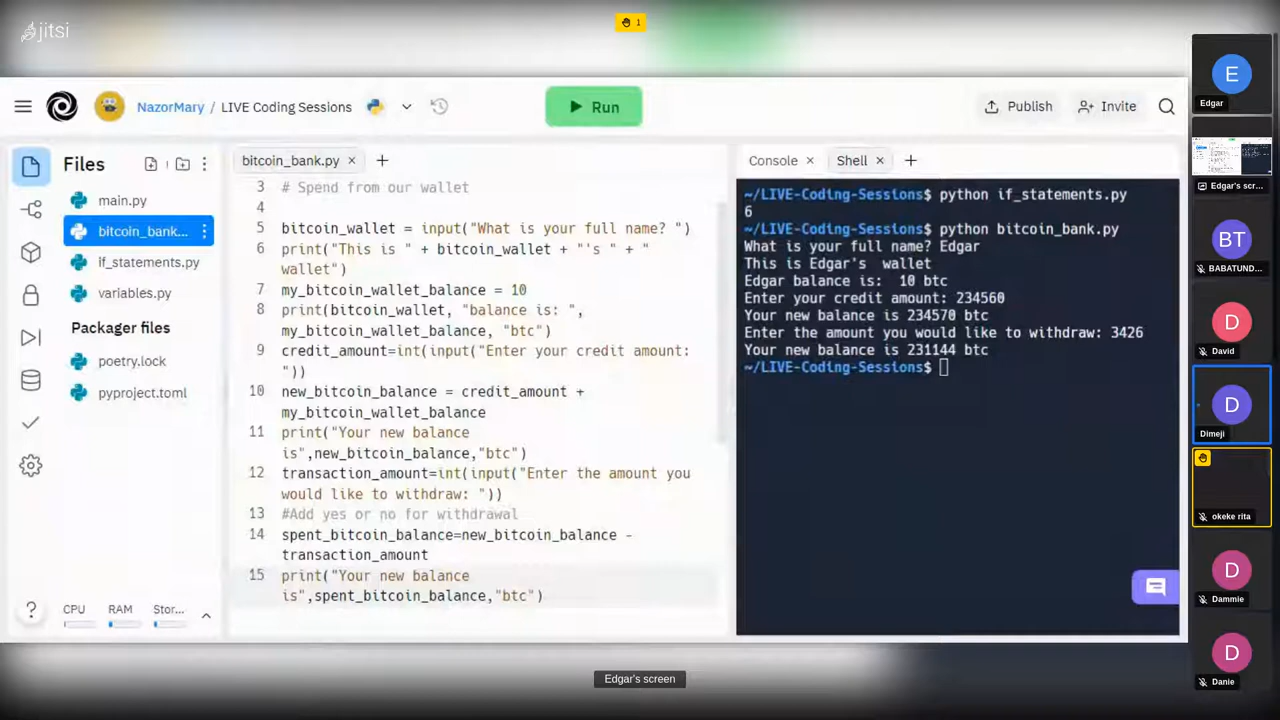 jitsi
1
NazorMary / LIVE Coding Sessions
Run
Publish
Invite
Files
main.py
bitcoin_bank...
if_statements.py
variables.py
Packager files
poetry.lock
pyproject.toml
CPU RAM Stor...
bitcoin_bank.py
3 # Spend from our wallet
4
5 bitcoin_wallet = input("What is your full name? ")
6 print("This is " + bitcoin_wallet + "'s " + "
wallet")
7 my_bitcoin_wallet_balance = 10
8 print(bitcoin_wallet, "balance is: ",
my_bitcoin_wallet_balance, "btc")
9 credit_amount=int(input("Enter your credit amount:
"))
10 new_bitcoin_balance = credit_amount +
my_bitcoin_wallet_balance
11 print("Your new balance
is",new_bitcoin_balance,"btc")
12 transaction_amount=int(input("Enter the amount you
would like to withdraw: "))
13 #Add yes or no for withdrawal
14 spent_bitcoin_balance=new_bitcoin_balance -
transaction_amount
15 print("Your new balance
is",spent_bitcoin_balance,"btc")
Console
Shell
~/LIVE-Coding-Sessions$ python if_statements.py
6
~/LIVE-Coding-Sessions$ python bitcoin_bank.py
What is your full name? Edgar
This is Edgar's  wallet
Edgar balance is:  10 btc
Enter your credit amount: 234560
Your new balance is 234570 btc
Enter the amount you would like to withdraw: 3426
Your new balance is 231144 btc
~/LIVE-Coding-Sessions$
E
Edgar
Edgar's scr...
BT
BABATUND...
D
David
D
Dimeji
okeke rita
D
Dammie
D
Danie
Edgar's screen